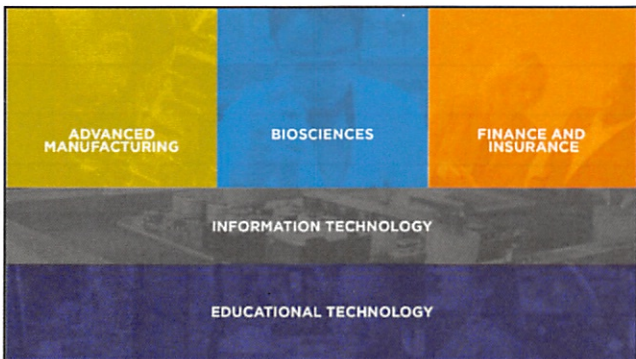 ADVANCED
MANUFACTURING
BIOSCIENCES
FINANCE AND
INSURANCE
INFORMATION TECHNOLOGY
EDUCATIONAL TECHNOLOGY